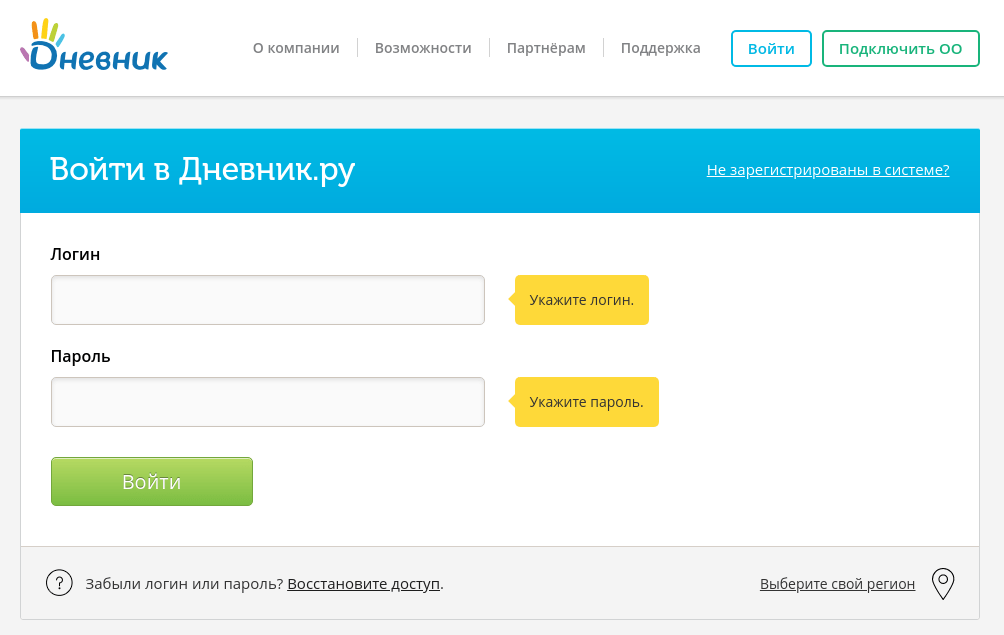 Дневник
О компании
Возможности
Партнёрам
Поддержка
Войти
Подключить ОО
Войти в Дневник.ру
Не зарегистрированы в системе?
Логин
Укажите логин.
Пароль
Укажите пароль.
Войти
? Забыли логин или пароль? Восстановите доступ.
Выберите свой регион